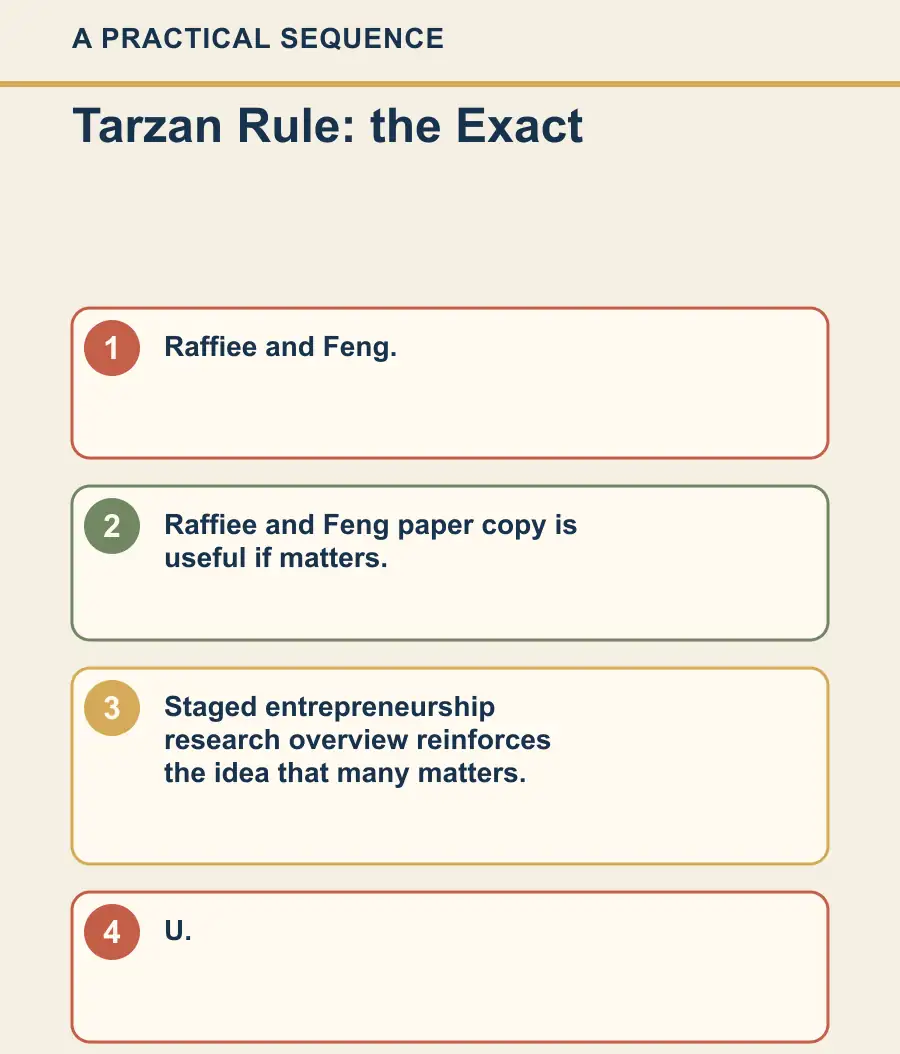 A PRACTICAL SEQUENCE
Tarzan Rule: the Exact
1
Raffiee and Feng.
2
Raffiee and Feng paper copy is
useful if matters.
3
Staged entrepreneurship
research overview reinforces
the idea that many matters.
4
U.